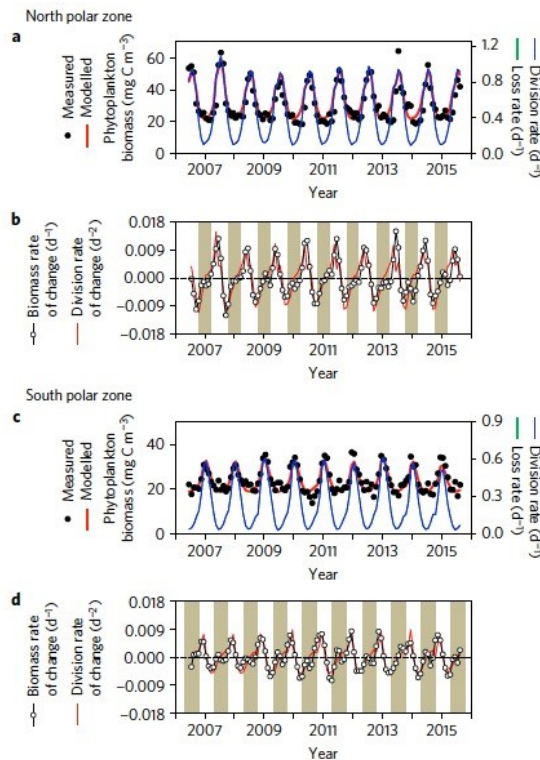 North polar zone
a
Measured
Modelled
Phytoplankton
biomass (mg C m⁻³)
60
40
20
0
1.2
0.8
0.4
0.0
Loss rate (d⁻¹)
Division rate (d⁻¹)
2007 2009 2011 2013 2015
Year
b
Biomass rate
of change (d⁻¹)
Division rate
of change (d⁻²)
0.018
0.009
0.000
−0.009
−0.018
2007 2009 2011 2013 2015
Year
South polar zone
c
Measured
Modelled
Phytoplankton
biomass (mg C m⁻³)
40
20
0
0.9
0.6
0.3
0.0
Loss rate (d⁻¹)
Division rate (d⁻¹)
2007 2009 2011 2013 2015
Year
d
Biomass rate
of change (d⁻¹)
Division rate
of change (d⁻²)
0.018
0.009
0.000
−0.009
−0.018
2007 2009 2011 2013 2015
Year